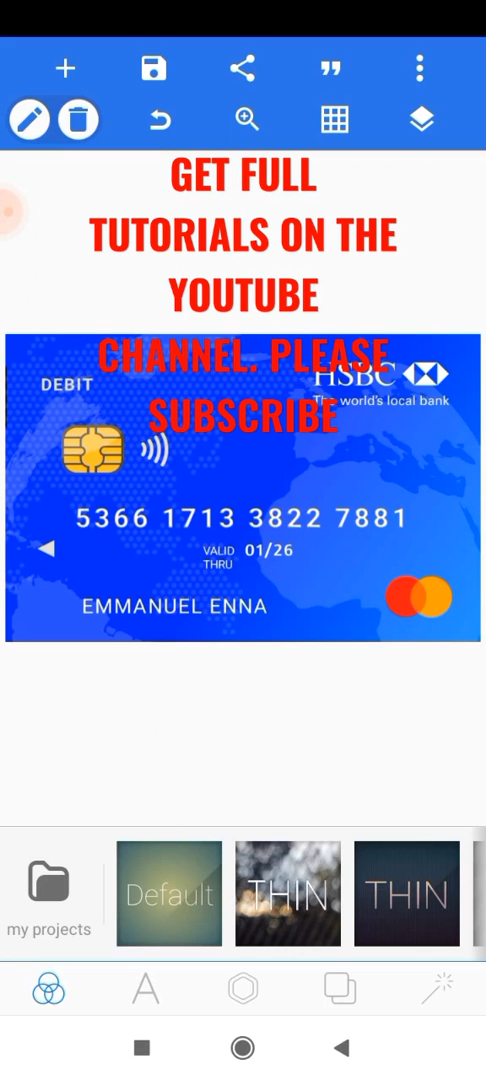 GET FULL
TUTORIALS ON THE
YOUTUBE
CHANNEL. PLEASE
SUBSCRIBE
DEBIT
HSBC
The world's local bank
5366 1713 3822 7881
VALID THRU 01/26
EMMANUEL ENNA
my projects
Default
THIN
THIN